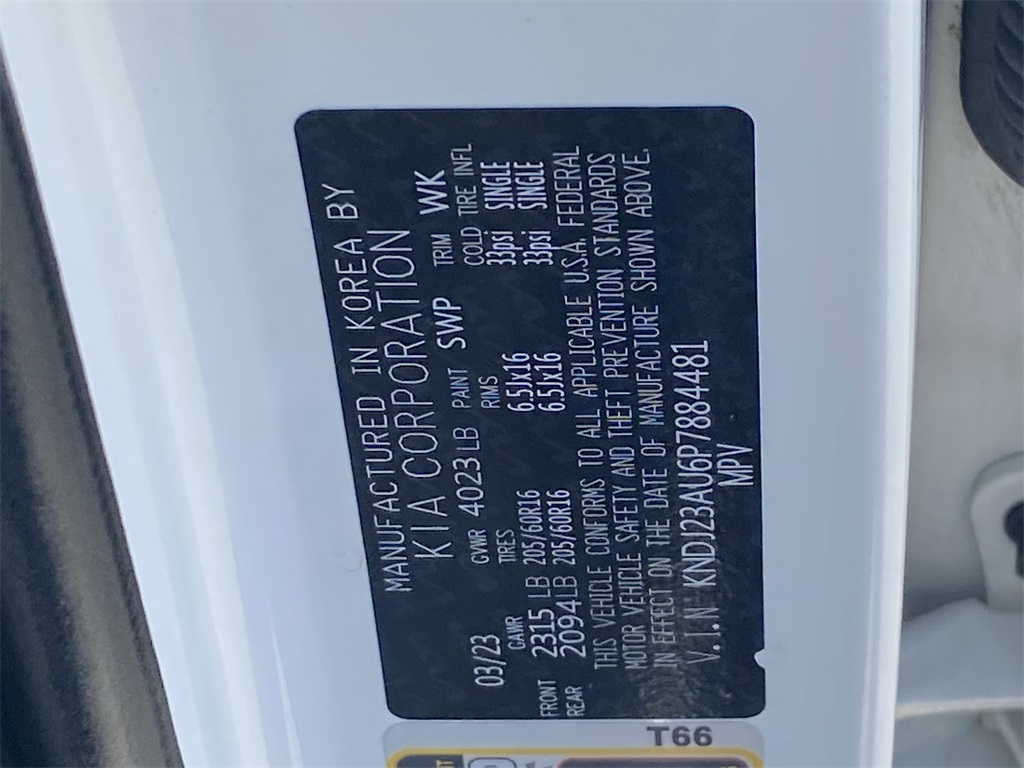 MANUFACTURED IN KOREA BY
KIA CORPORATION
03/23 GVWR 4023 LB PAINT SWP TRIM WK
GAWR TIRES RIMS COLD TIRE INFL
FRONT 2315 LB 205/60R16 6.5Jx16 33psi SINGLE
REAR 2094 LB 205/60R16 6.5Jx16 33psi SINGLE
THIS VEHICLE CONFORMS TO ALL APPLICABLE U.S.A. FEDERAL
MOTOR VEHICLE SAFETY AND THEFT PREVENTION STANDARDS
IN EFFECT ON THE DATE OF MANUFACTURE SHOWN ABOVE.
V.I.N KNDJ23AU6P7884481
MPV
T66